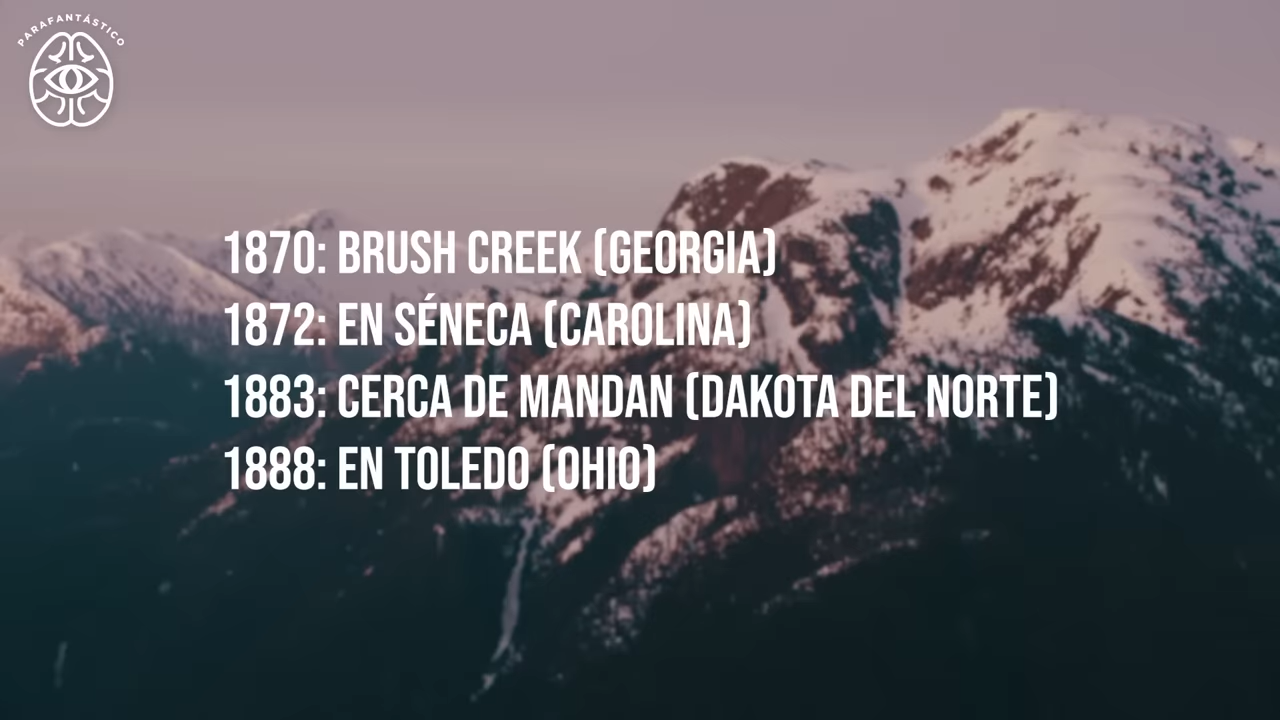 PARAFANTÁSTICO
1870: BRUSH CREEK (GEORGIA)
1872: EN SÉNECA (CAROLINA)
1883: CERCA DE MANDAN (DAKOTA DEL NORTE)
1888: EN TOLEDO (OHIO)